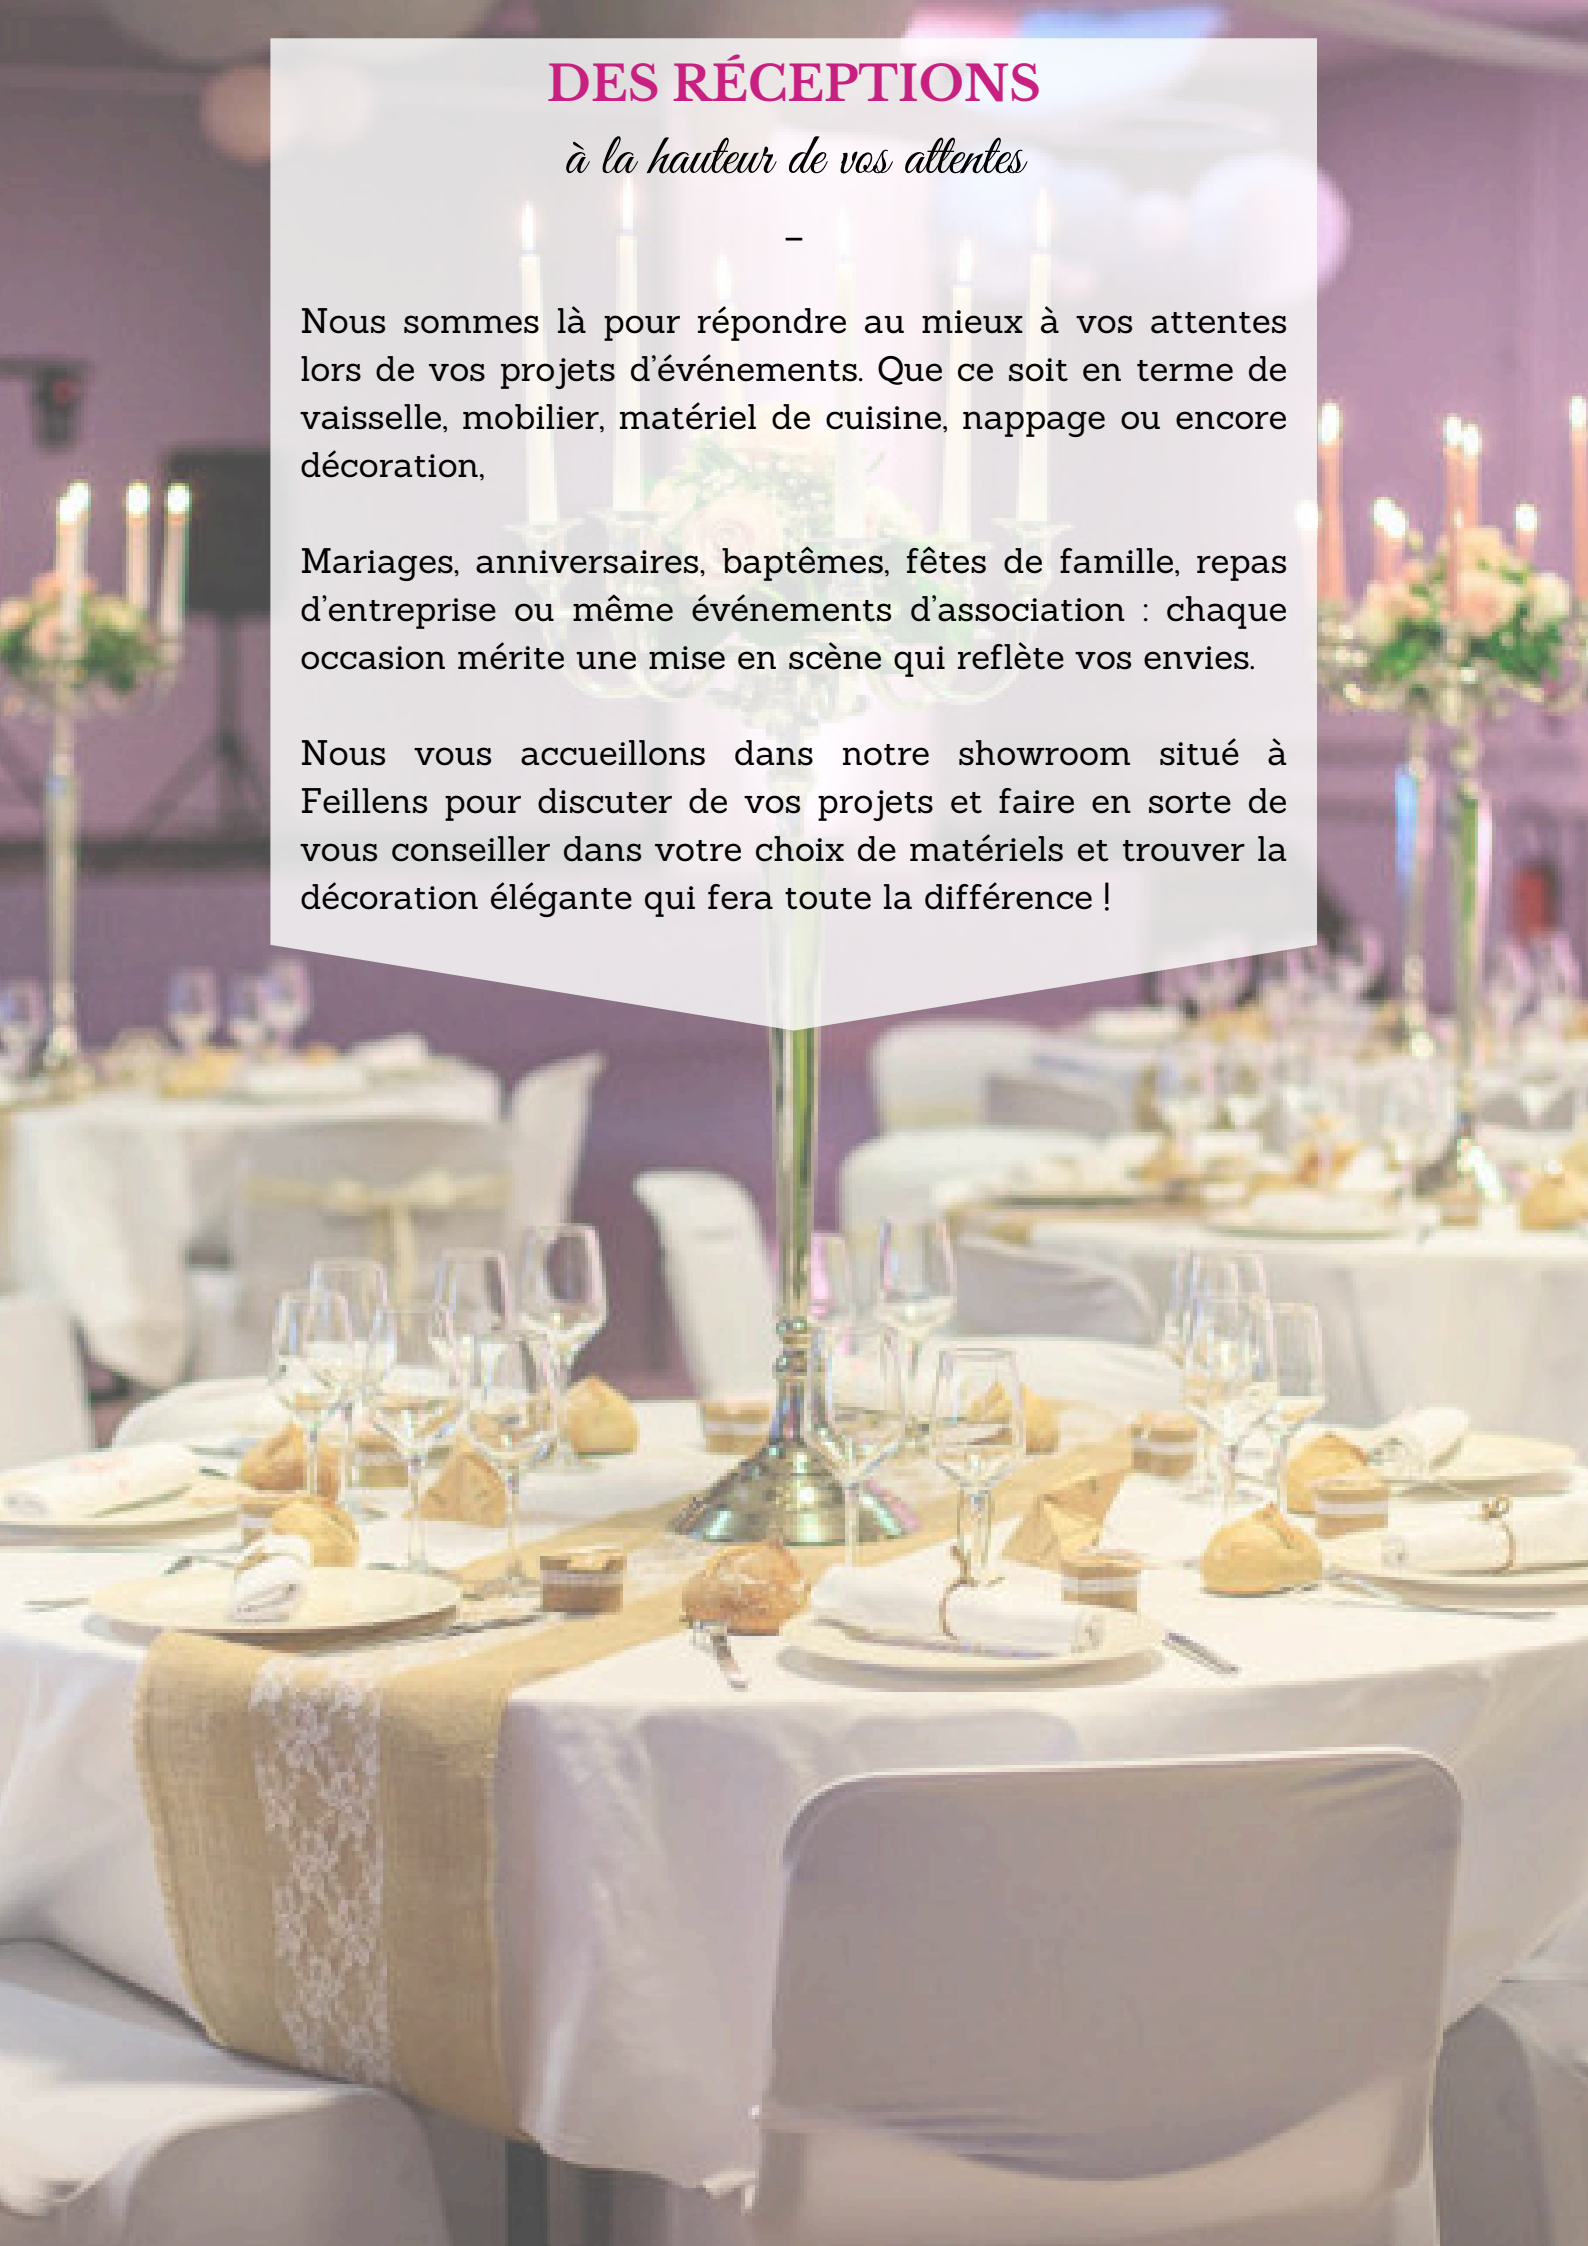 DES RÉCEPTIONS
à la hauteur de vos attentes
–
Nous sommes là pour répondre au mieux à vos attentes
lors de vos projets d’événements. Que ce soit en terme de
vaisselle, mobilier, matériel de cuisine, nappage ou encore
décoration,
Mariages, anniversaires, baptêmes, fêtes de famille, repas
d’entreprise ou même événements d’association : chaque
occasion mérite une mise en scène qui reflète vos envies.
Nous vous accueillons dans notre showroom situé à
Feillens pour discuter de vos projets et faire en sorte de
vous conseiller dans votre choix de matériels et trouver la
décoration élégante qui fera toute la différence !